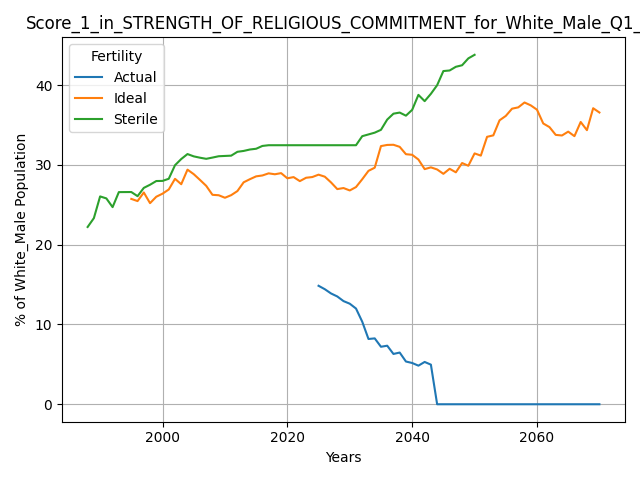 Score_1_in_STRENGTH_OF_RELIGIOUS_COMMITMENT_for_White_Male_Q1_
Fertility
Actual
Ideal
Sterile
% of White_Male Population
40
30
20
10
0
2000 2020 2040 2060
Years